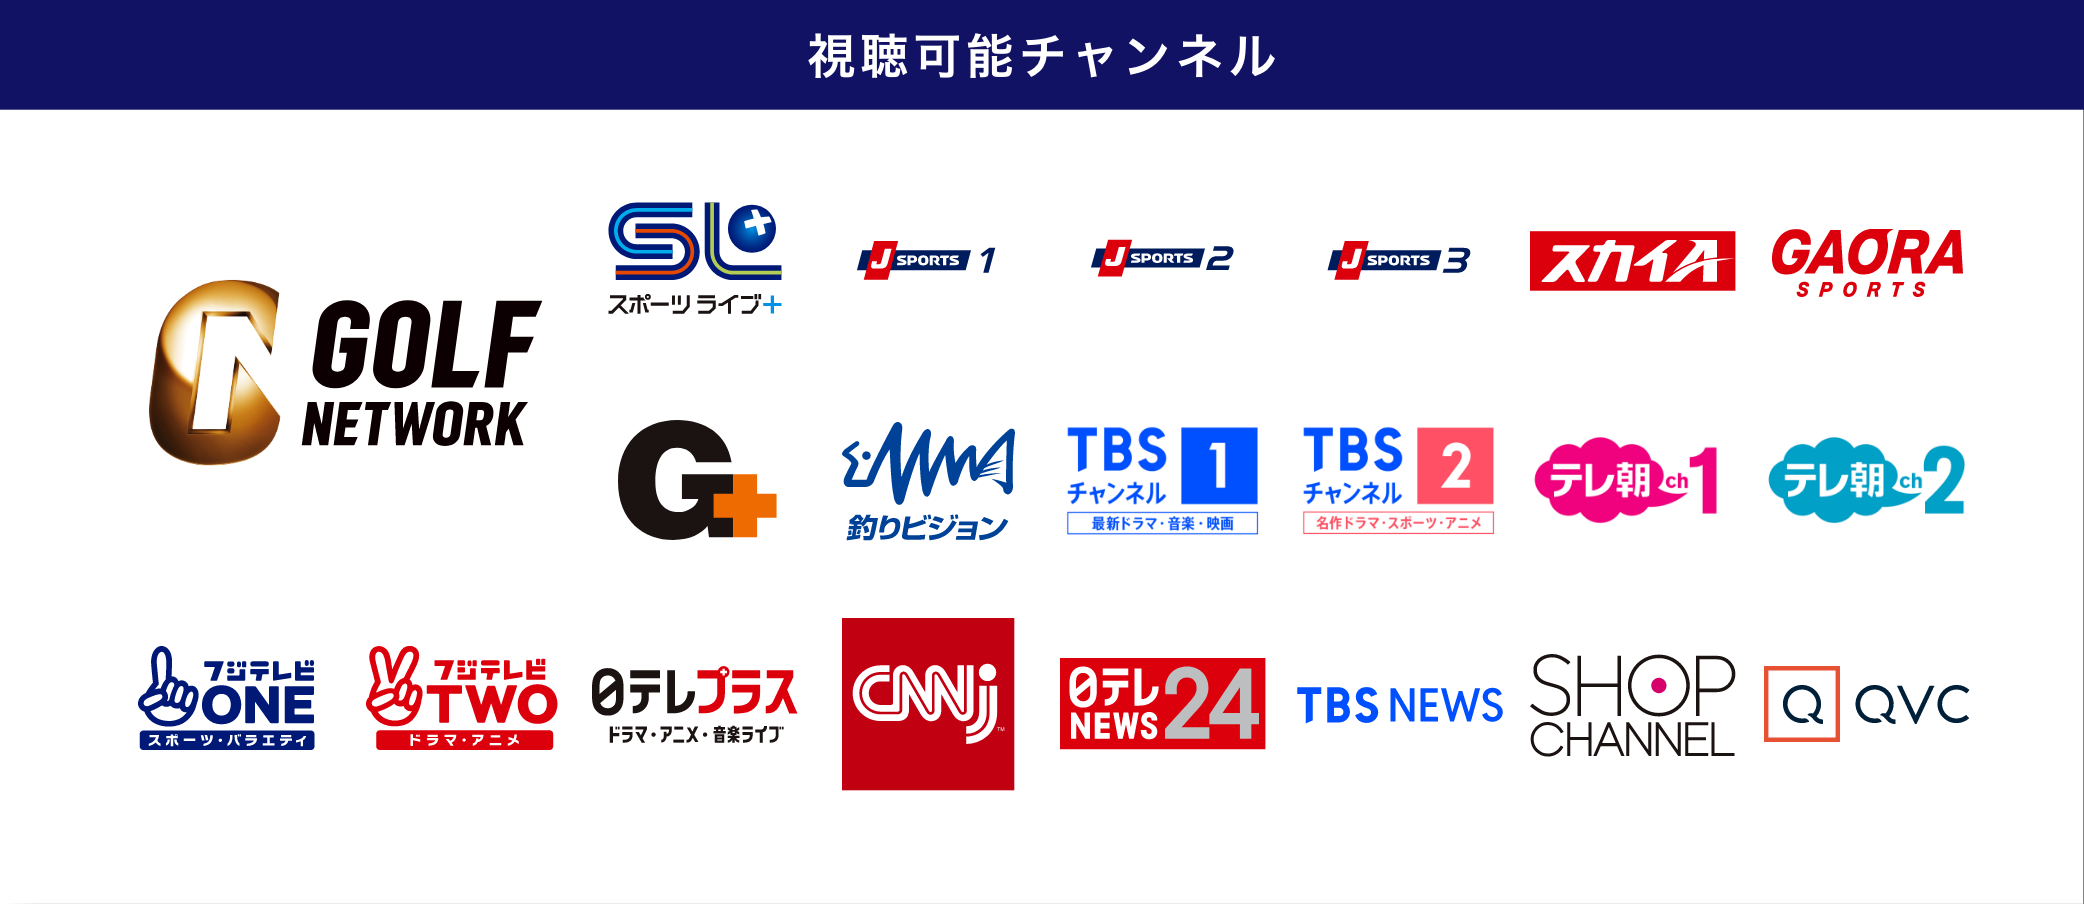 視聴可能チャンネル
GOLF
NETWORK
SL+
スポーツ ライブ+
J SPORTS 1
J SPORTS 2
J SPORTS 3
スカイA
GAORA
SPORTS
G+
釣りビジョン
TBS
チャンネル
1
最新ドラマ・音楽・映画
TBS
チャンネル
2
名作ドラマ・スポーツ・アニメ
テレ朝ch1
テレ朝ch2
フジテレビ
ONE
スポーツ・バラエティ
フジテレビ
TWO
ドラマ・アニメ
日テレプラス
ドラマ・アニメ・音楽ライブ
CNNj
TM
日テレ
NEWS
24
TBS NEWS
SHOP
CHANNEL
Q QVC